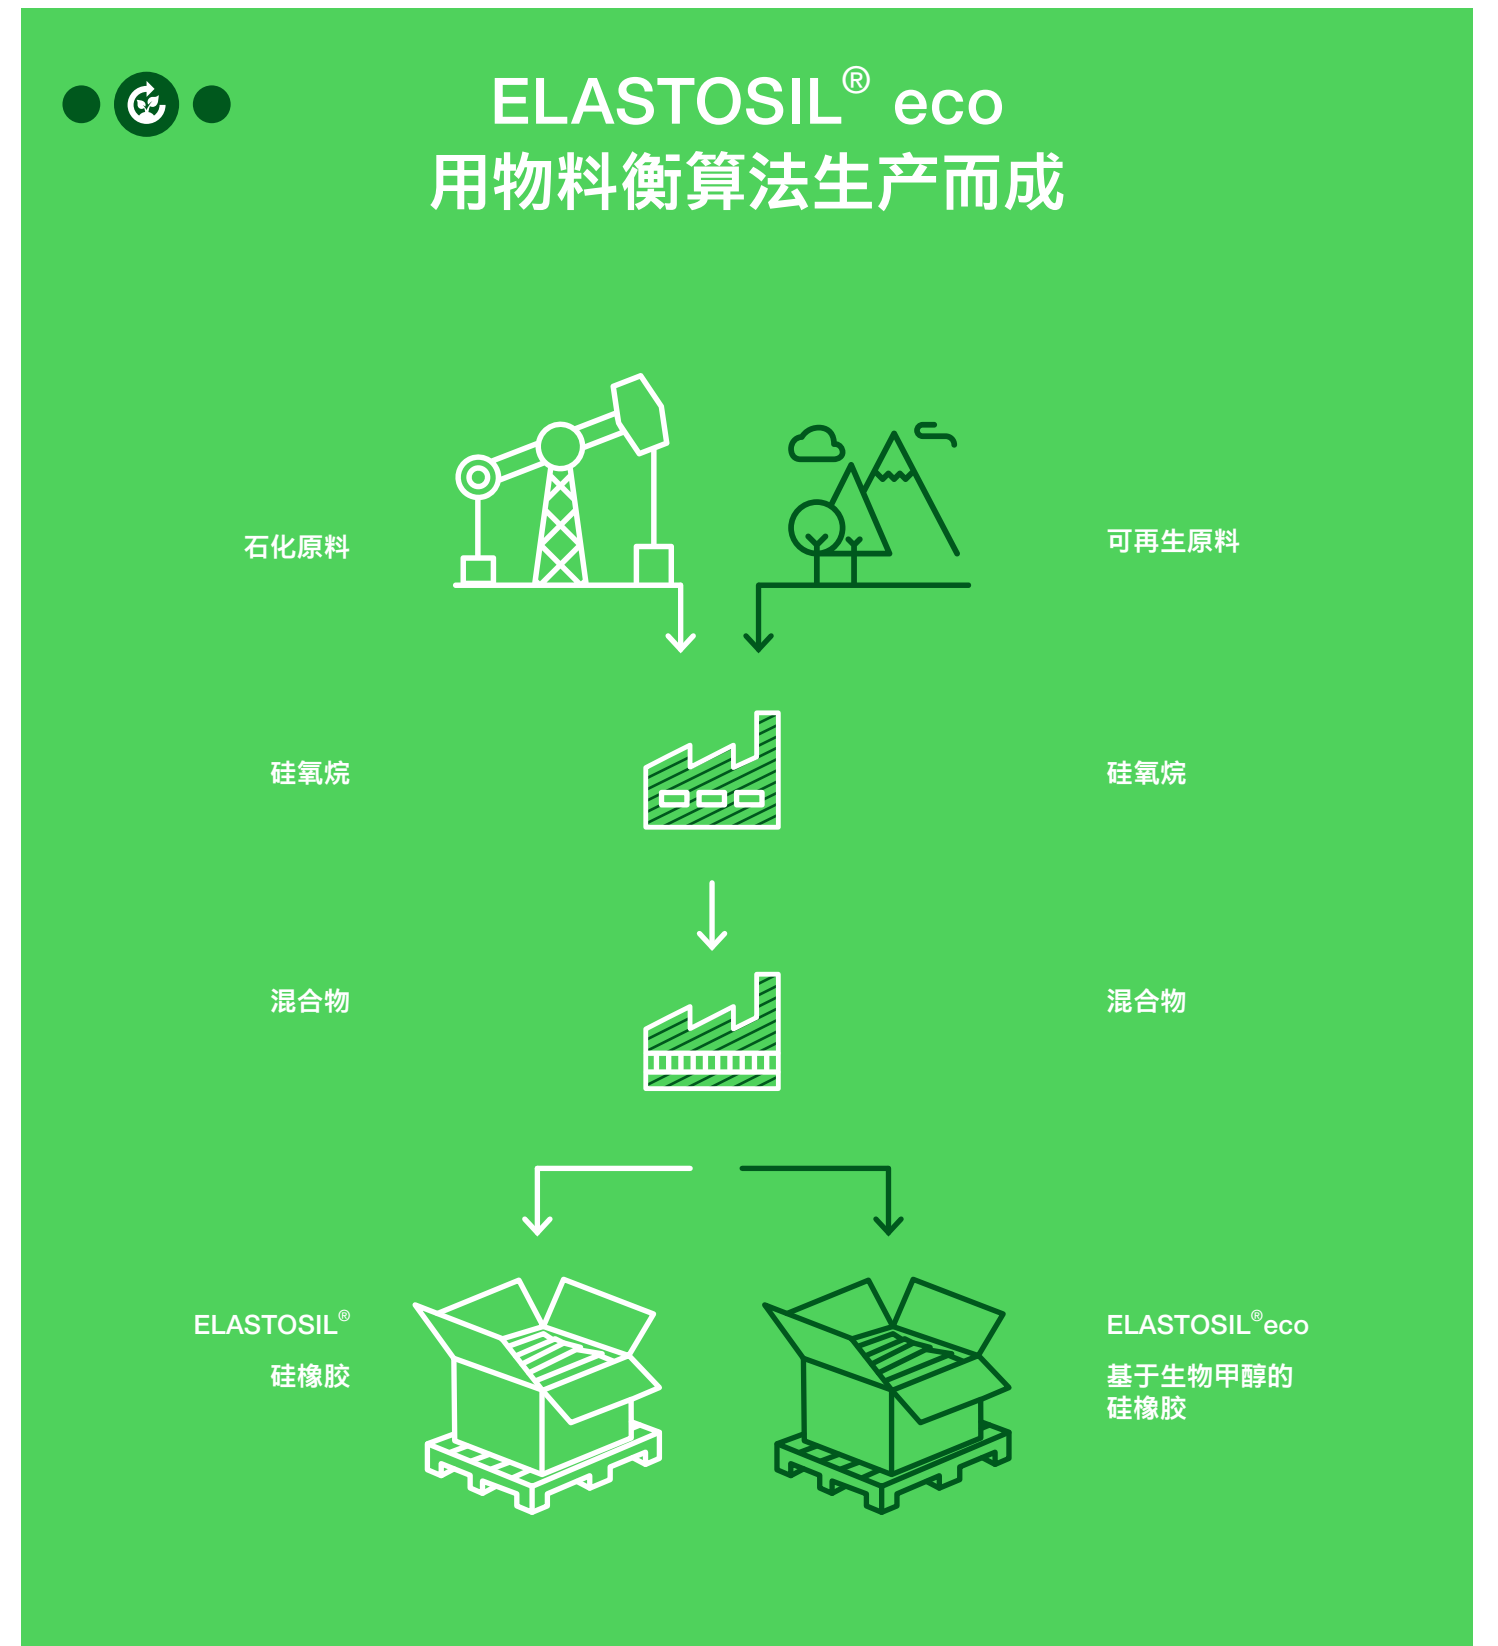 ELASTOSIL® eco
用物料衡算法生产而成
石化原料
可再生原料
硅氧烷
硅氧烷
混合物
混合物
ELASTOSIL®
硅橡胶
ELASTOSIL®eco
基于生物甲醇的
硅橡胶